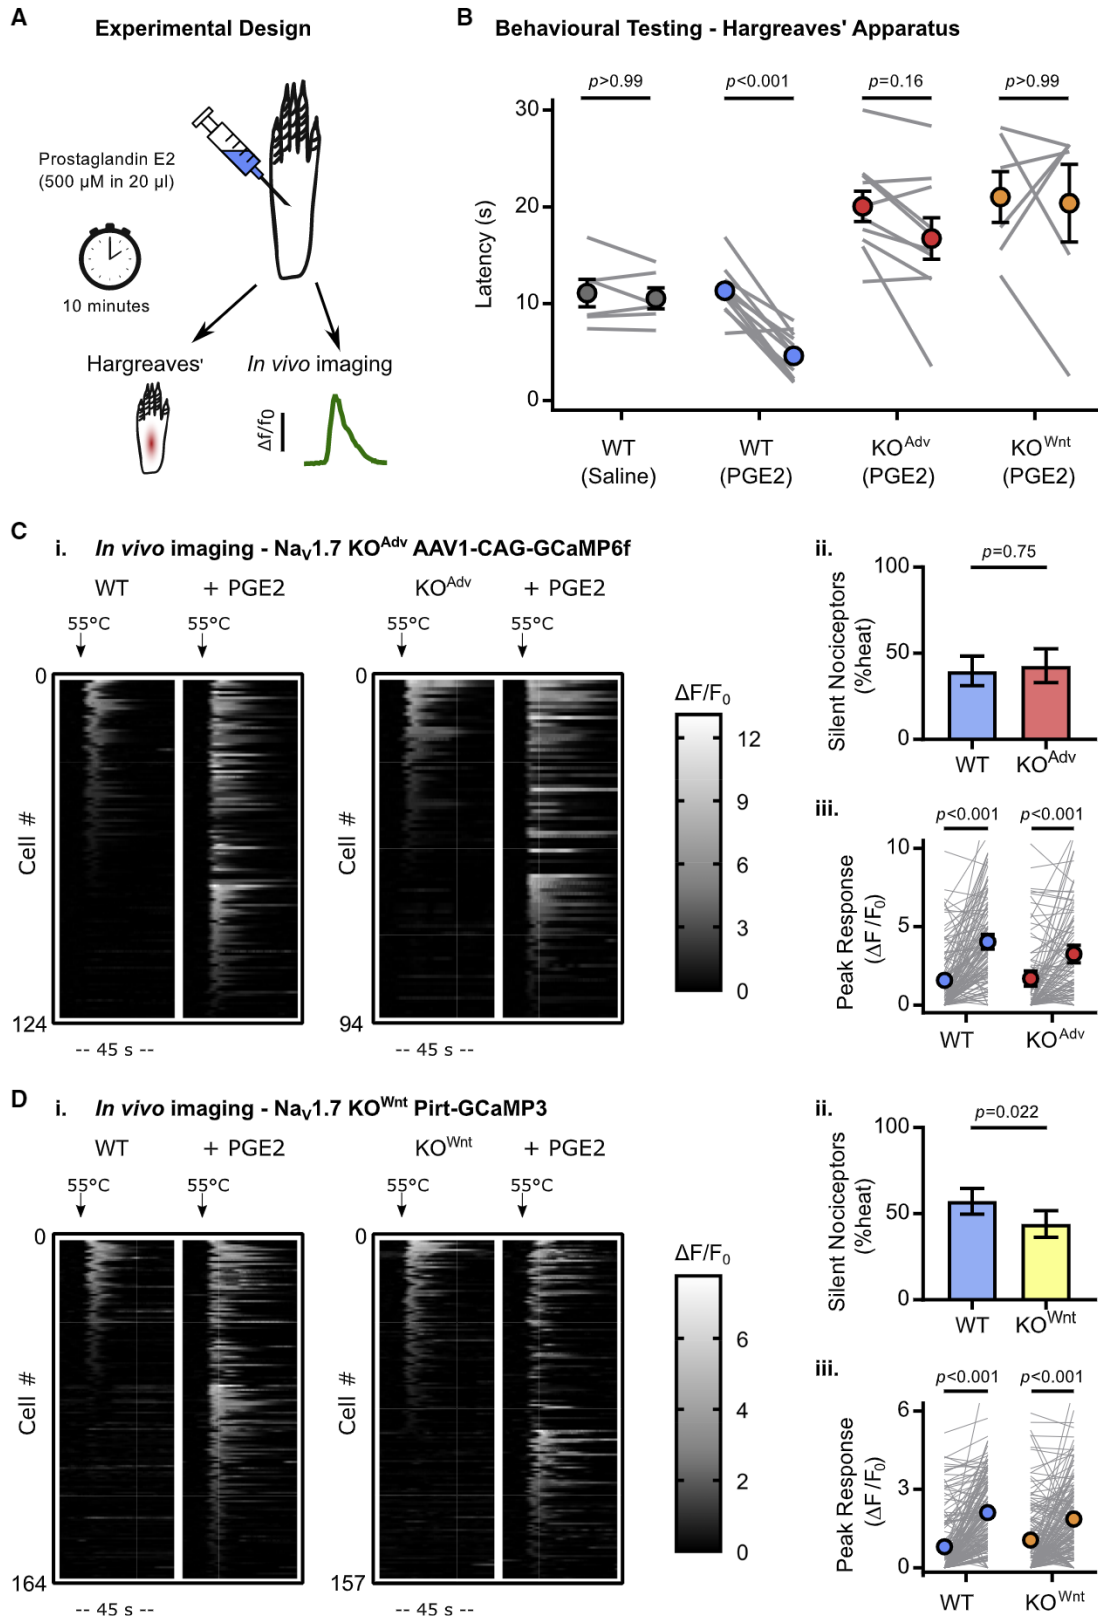 A
Experimental Design
Prostaglandin E2
(500 µM in 20 µl)
10 minutes
Hargreaves'
In vivo imaging
Δf/f0
B
Behavioural Testing - Hargreaves' Apparatus
p>0.99
p<0.001
p=0.16
p>0.99
Latency (s)
30
20
10
0
WT
(Saline)
WT
(PGE2)
KO^Adv
(PGE2)
KO^Wnt
(PGE2)
C
i. In vivo imaging - Na_V1.7 KO^Adv AAV1-CAG-GCaMP6f
WT
+ PGE2
KO^Adv
+ PGE2
55°C
55°C
55°C
55°C
0
Cell #
124
-- 45 s --
0
Cell #
94
-- 45 s --
ΔF/F_0
12
9
6
3
0
ii.
p=0.75
Silent Nociceptors
(%heat)
100
50
0
WT
KO^Adv
iii.
p<0.001
p<0.001
Peak Response
(ΔF/F_0)
10
5
0
WT
KO^Adv
D
i. In vivo imaging - Na_V1.7 KO^Wnt Pirt-GCaMP3
WT
+ PGE2
KO^Wnt
+ PGE2
55°C
55°C
55°C
55°C
0
Cell #
164
-- 45 s --
0
Cell #
157
-- 45 s --
ΔF/F_0
6
4
2
0
ii.
p=0.022
Silent Nociceptors
(%heat)
100
50
0
WT
KO^Wnt
iii.
p<0.001
p<0.001
Peak Response
(ΔF/F_0)
6
3
0
WT
KO^Wnt